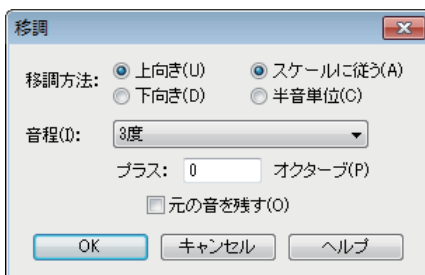 移調
移調方法: 上向き(U) スケールに従う(A)
下向き(D) 半音単位(C)
音程(I): 3度
プラス: 0 オクターブ(P)
元の音を残す(O)
OK キャンセル ヘルプ